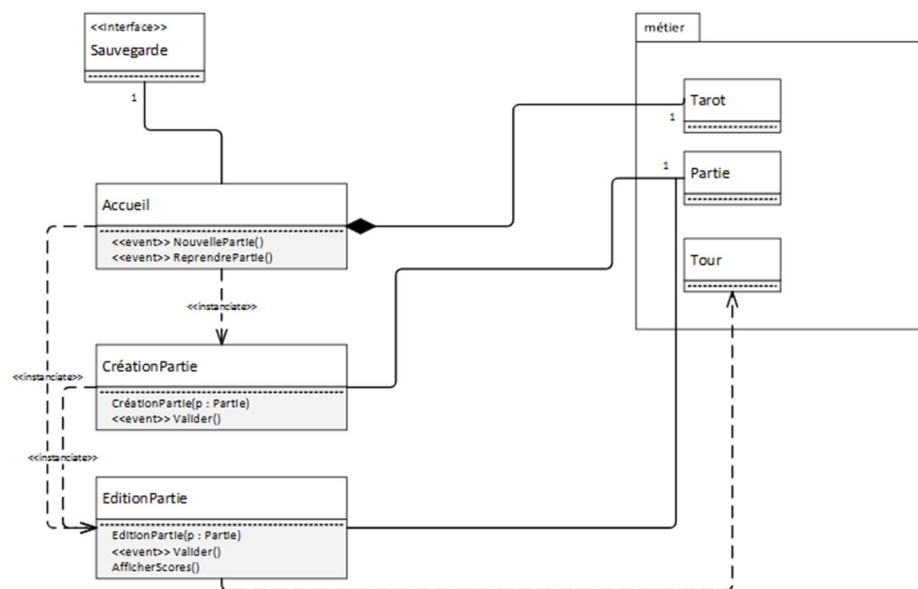 <<interface>>
Sauvegarde
1
métier
Tarot
1
1
Partie
Tour
Accueil
<<event>> NouvellePartie()
<<event>> ReprendrePartie()
<<instanciate>>
CréationPartie
CréationPartie(p : Partie)
<<event>> Valider()
<<instanciate>>
<<instanciate>>
EditionPartie
EditionPartie(p : Partie)
<<event>> Valider()
AfficherScores()